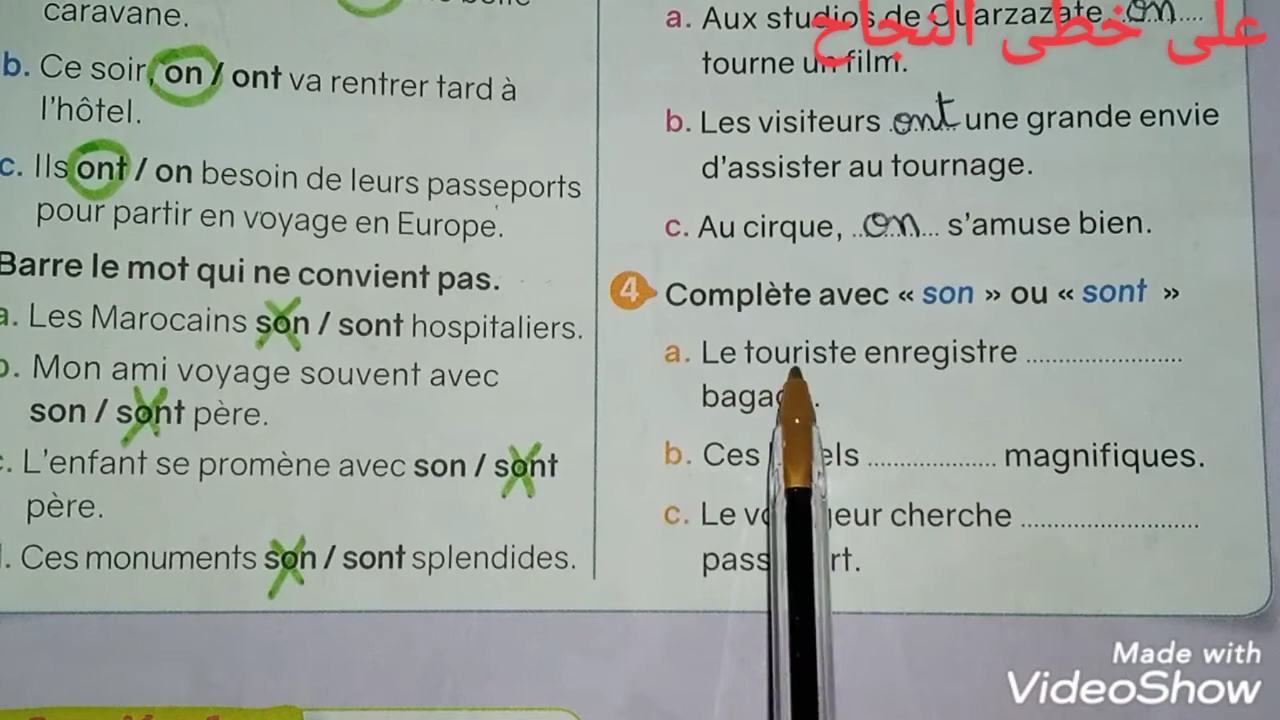 caravane.
b. Ce soir, on / ont va rentrer tard à
l'hôtel.
c. Ils ont / on besoin de leurs passeports
pour partir en voyage en Europe.
Barre le mot qui ne convient pas.
a. Les Marocains son / sont hospitaliers.
b. Mon ami voyage souvent avec
son / sont père.
c. L'enfant se promène avec son / sont
père.
. Ces monuments son / sont splendides.
a. Aux studios de Ouarzazate on
tourne un film.
b. Les visiteurs ont une grande envie
d'assister au tournage.
c. Au cirque, on s'amuse bien.
4 Complète avec « son » ou « sont »
a. Le touriste enregistre ........................
b. Ces .................... magnifiques.
c. Le cherche ........................
على خطى النجاح
Made with
VideoShow